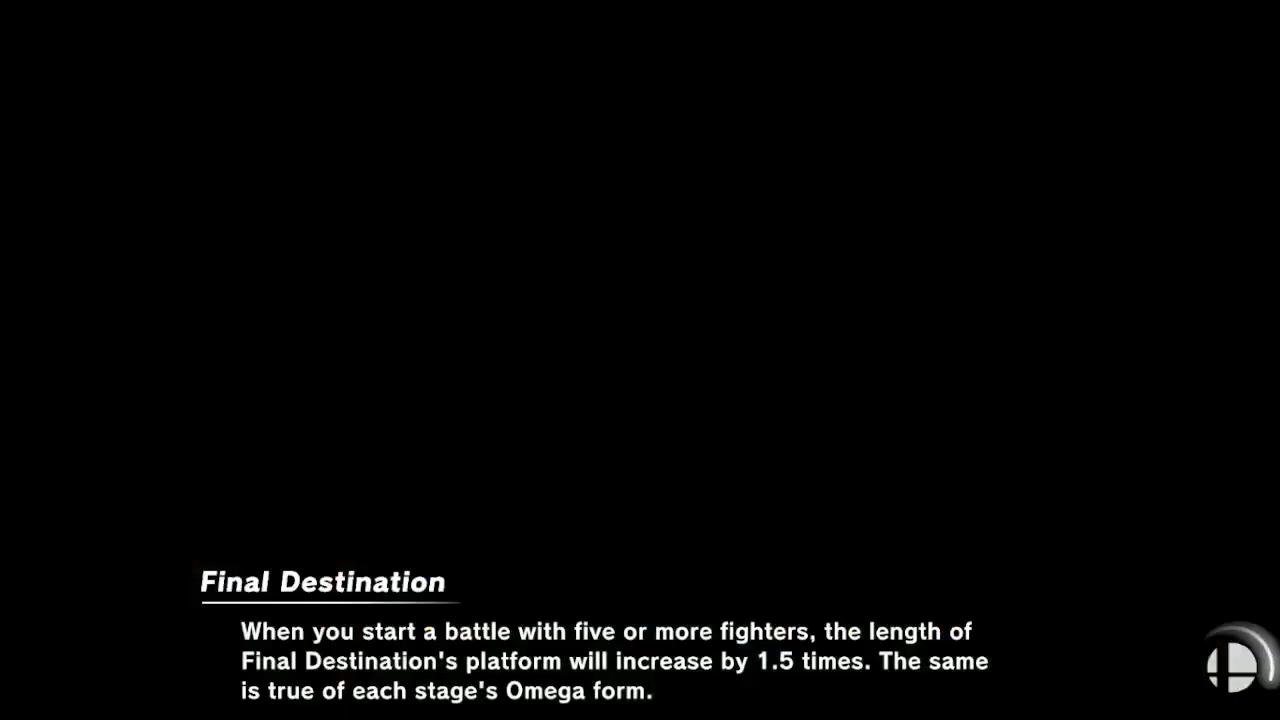 Final Destination
When you start a battle with five or more fighters, the length of
Final Destination's platform will increase by 1.5 times. The same
is true of each stage's Omega form.